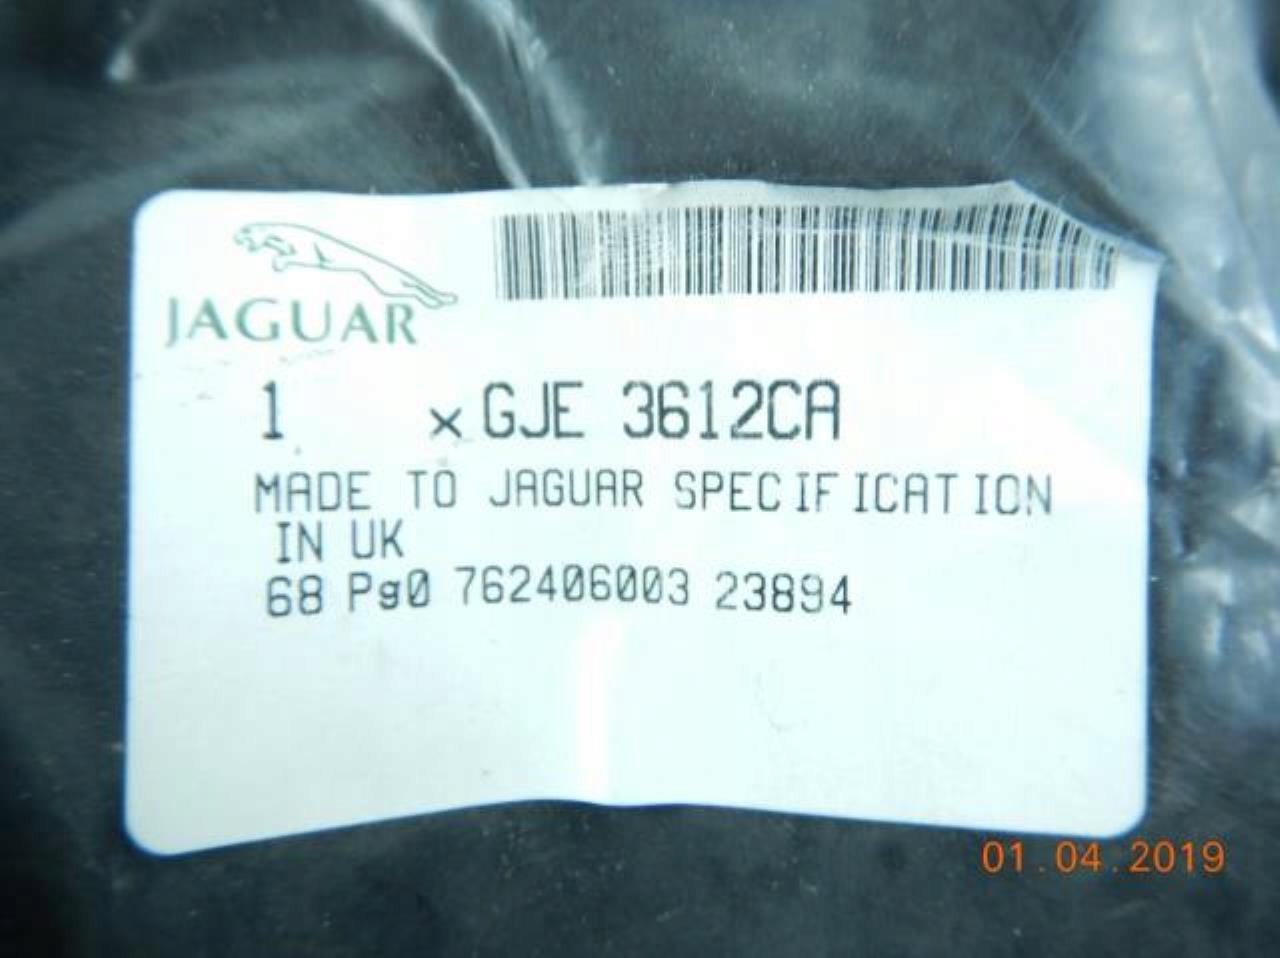 JAGUAR
1 x GJE 3612CA
MADE TO JAGUAR SPECIFICATION
IN UK
68 Pg0 762406003 23894
01.04.2019